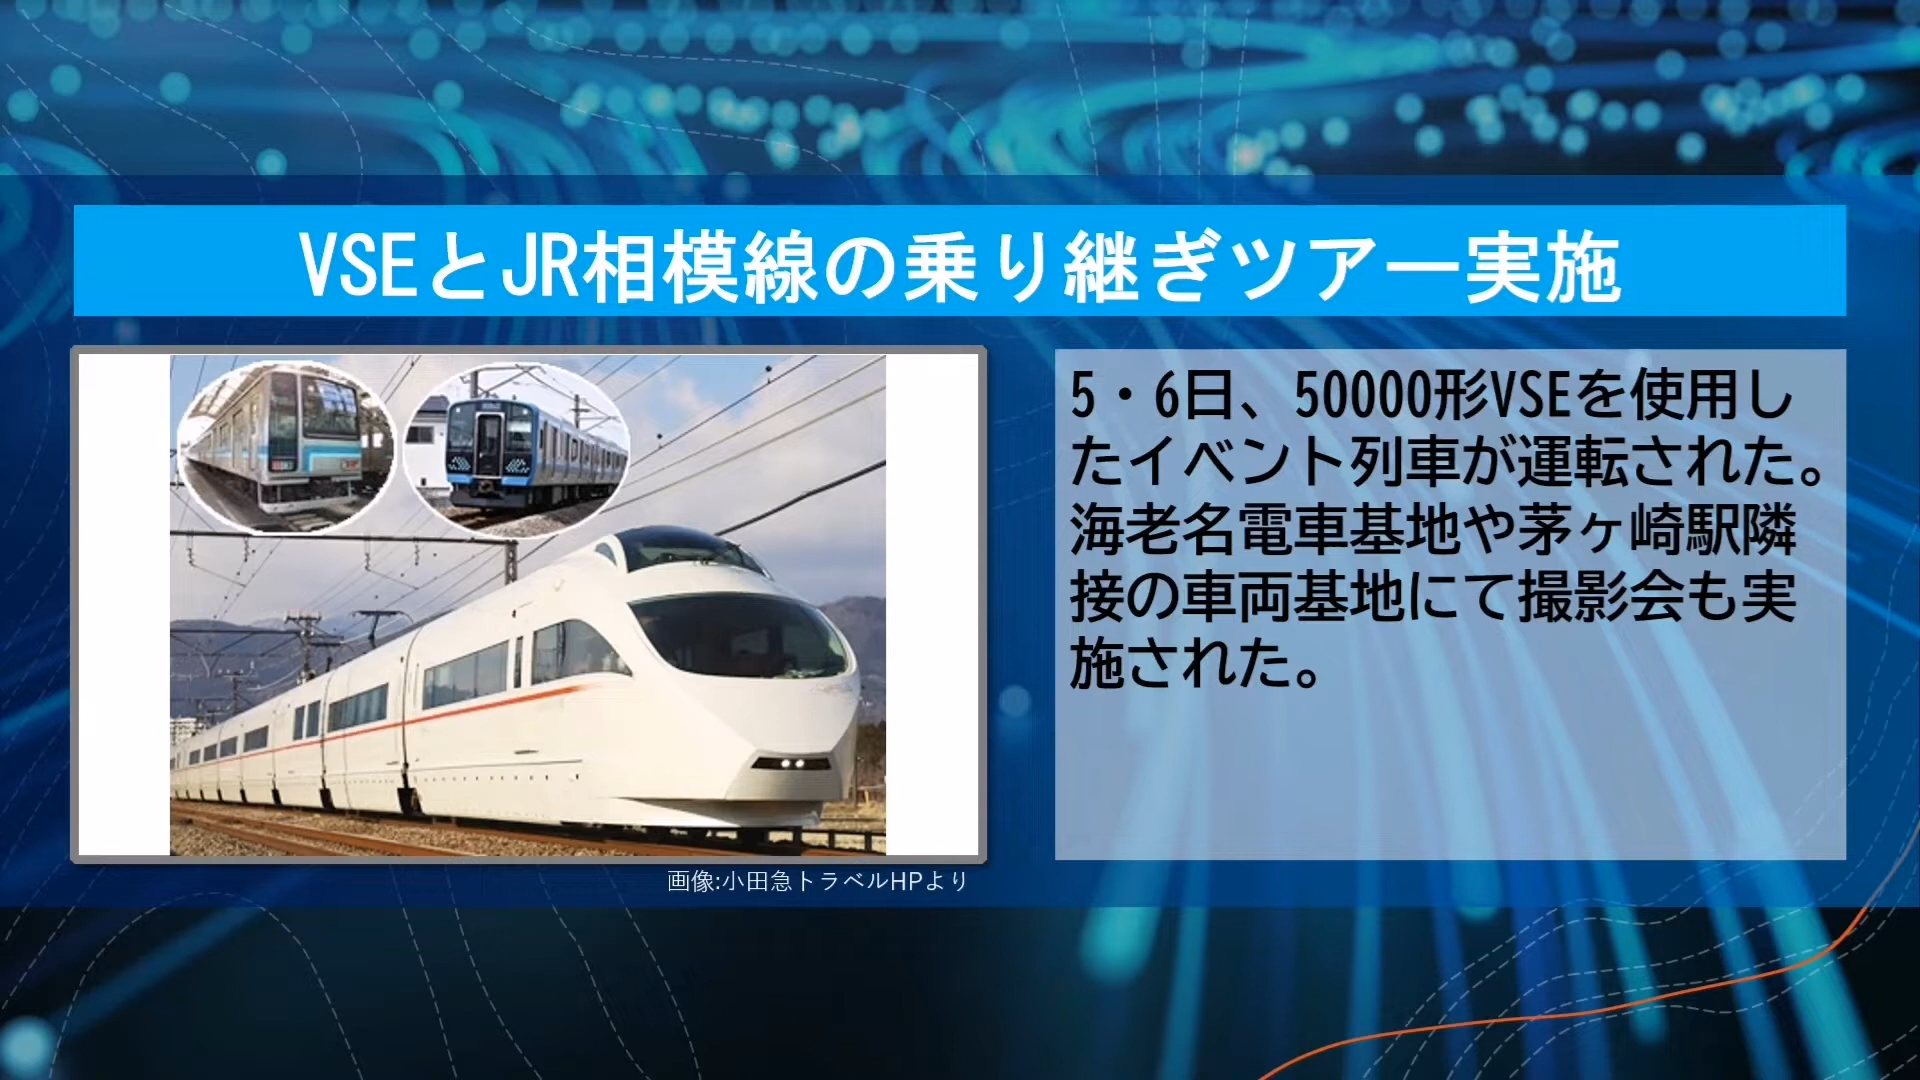 VSEとJR相模線の乗り継ぎツアー実施
5・6日、50000形VSEを使用し
たイベント列車が運転された。
海老名電車基地や茅ヶ崎駅隣
接の車両基地にて撮影会も実
施された。
画像:小田急トラベルHPより